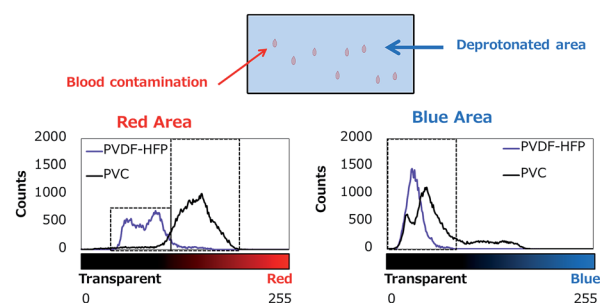 Deprotonated area
Blood contamination
Red Area
Blue Area
2000
1500
1000
500
0
Counts
PVDF-HFP
PVC
Transparent
Red
0
255
2000
1500
1000
500
0
Counts
PVDF-HFP
PVC
Transparent
Blue
0
255